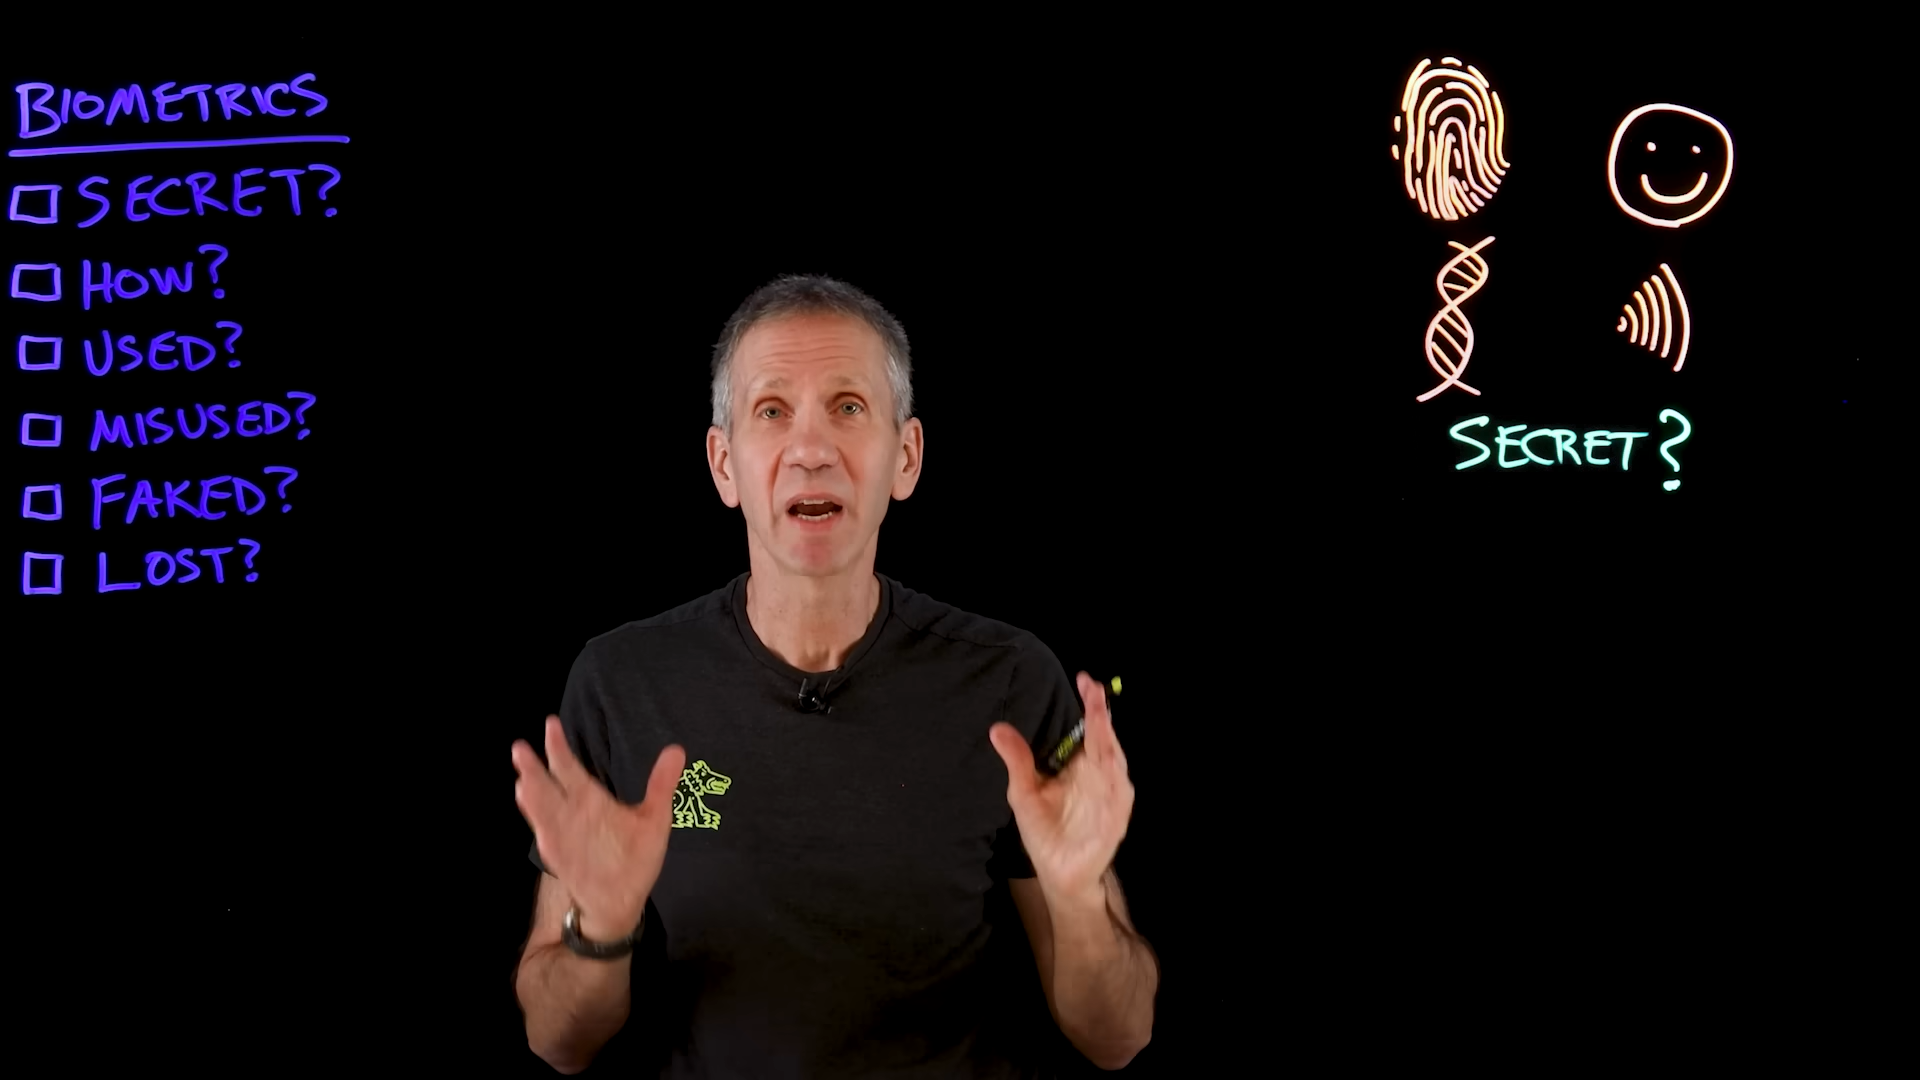 BIOMETRICS
SECRET?
HOW?
USED?
MISUSED?
FAKED?
LOST?
SECRET?